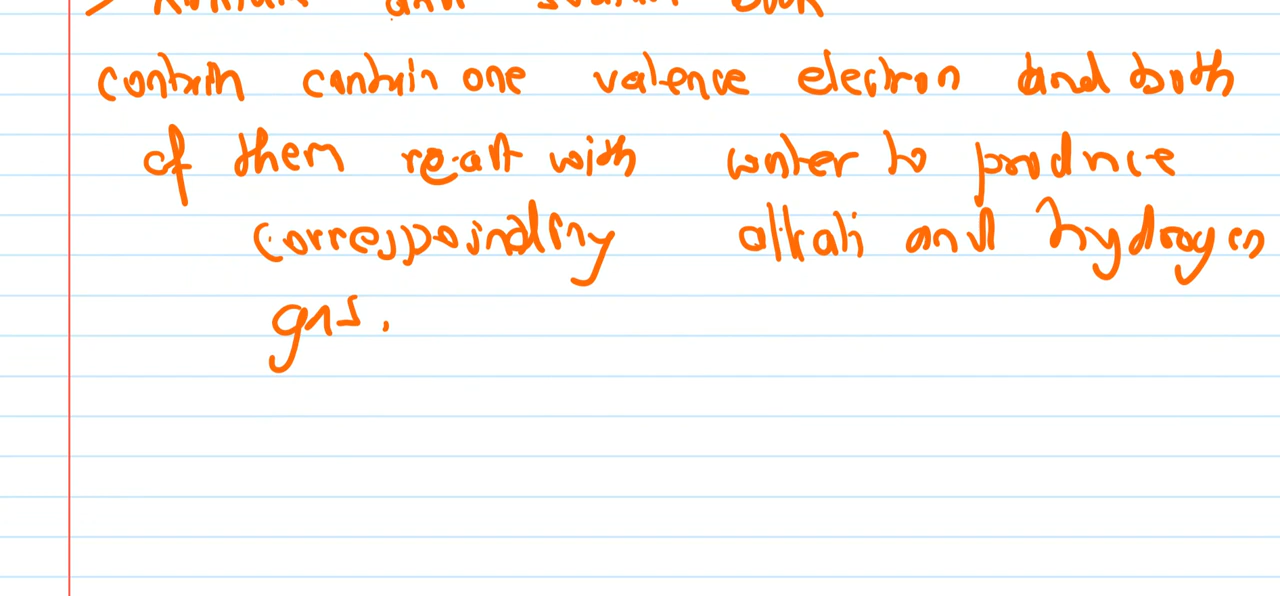 and
contain contain one valence electron and both
of them react with water to produce
corresponding alkali and hydrogen
gas.